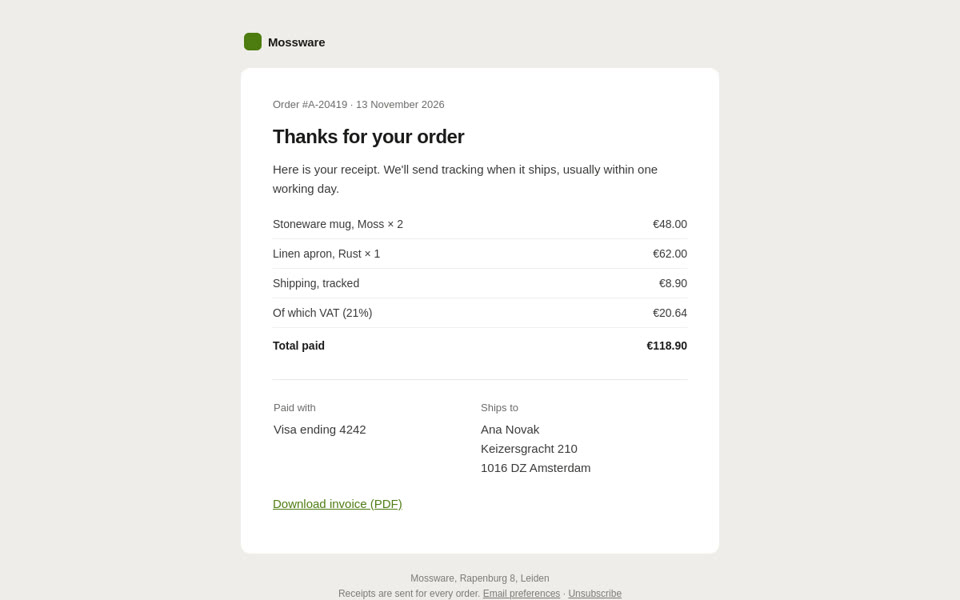 Mossware
Order #A-20419 · 13 November 2026
Thanks for your order
Here is your receipt. We'll send tracking when it ships, usually within one
working day.
Stoneware mug, Moss × 2 €48.00
Linen apron, Rust × 1 €62.00
Shipping, tracked €8.90
Of which VAT (21%) €20.64
Total paid €118.90
Paid with
Visa ending 4242
Ships to
Ana Novak
Keizersgracht 210
1016 DZ Amsterdam
Download invoice (PDF)
Mossware, Rapenburg 8, Leiden
Receipts are sent for every order. Email preferences · Unsubscribe